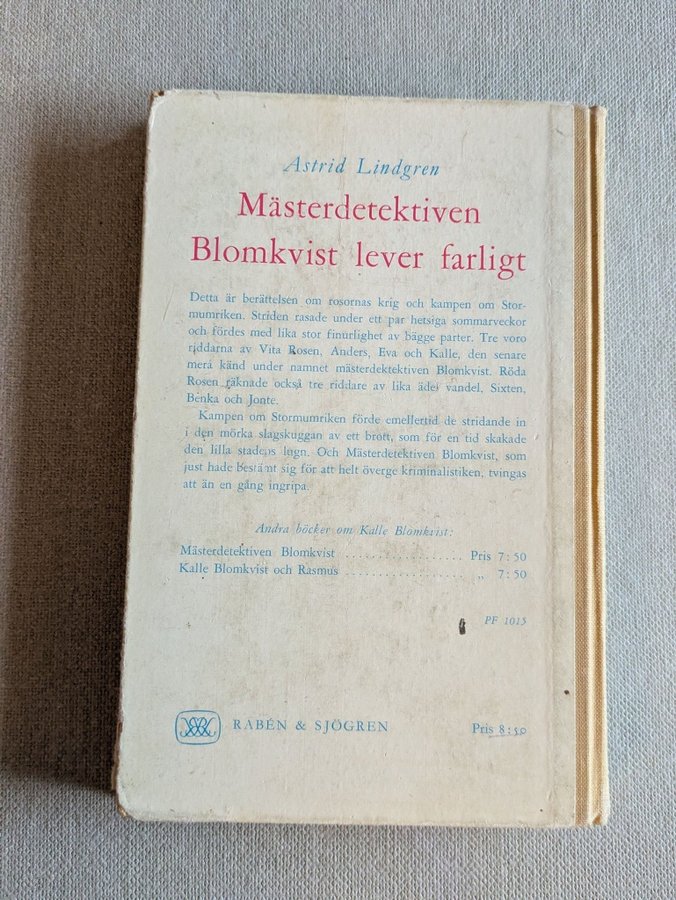 Astrid Lindgren
Mästerdetektiven
Blomkvist lever farligt
Detta är berättelsen om rosornas krig och kampen om Stor-
mumriken. Striden rasade under ett par hetsiga sommarveckor
och fördes med lika stor finurlighet av bägge parter. Tre voro
riddarna av Vita Rosen, Anders, Eva och Kalle, den senare
mera känd under namnet mästerdektektiven Blomkvist. Röda
Rosen räknade också tre riddare av lika ädel vandel, Sixten,
Benka och Jonte.
Kampen om Stormumriken förde emellertid de stridande in
i den mörka slagskuggan av ett brott, som för en tid skakade
den lilla stadens lugn. Och Mästerdetektiven Blomkvist, som
just hade bestämt sig för att helt överge kriminalistiken, tvingas
att än en gång ingripa.
Andra böcker om Kalle Blomkvist:
Mästerdetektiven Blomkvist .................... Pris 7:50
Kalle Blomkvist och Rasmus .................... „ 7:50
PF 1015
RABÉN & SJÖGREN Pris 8:50